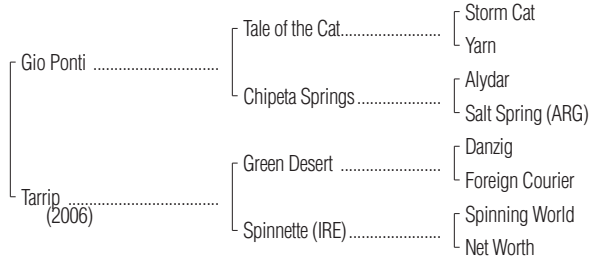 Storm Cat
Tale of the Cat
Yarn
Gio Ponti
Alydar
Chipeta Springs
Salt Spring (ARG)
Danzig
Green Desert
Foreign Courier
Tarrip
(2006)
Spinning World
Spinnette (IRE)
Net Worth